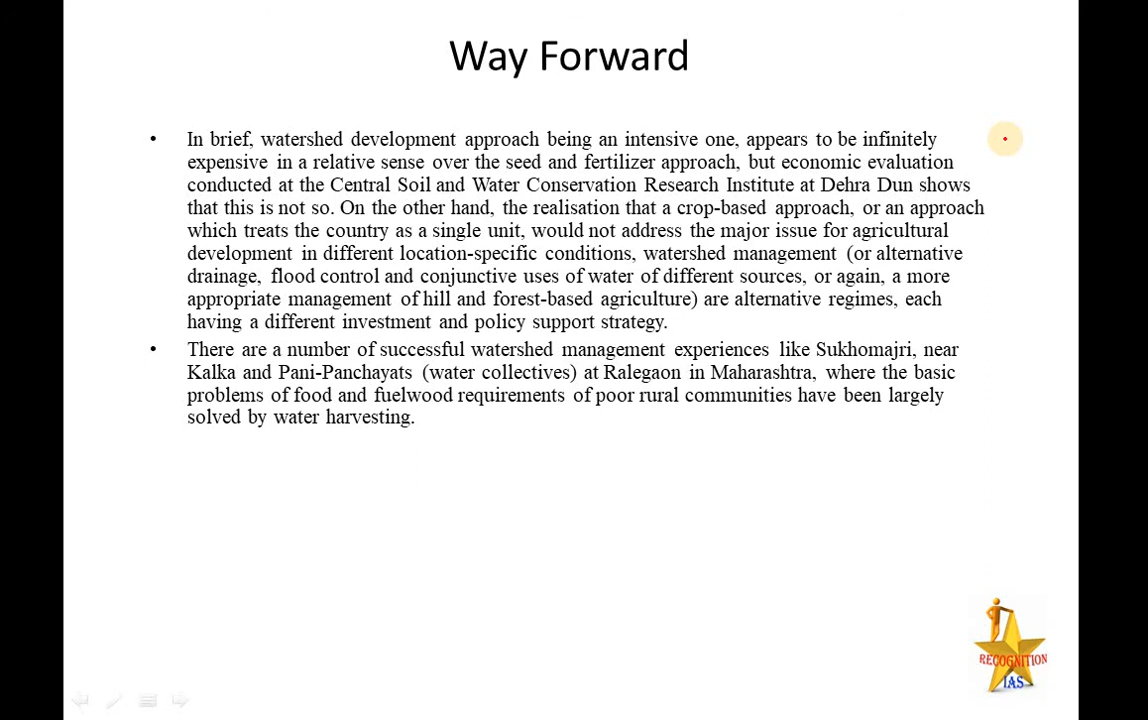 Way Forward
• In brief, watershed development approach being an intensive one, appears to be infinitely
expensive in a relative sense over the seed and fertilizer approach, but economic evaluation
conducted at the Central Soil and Water Conservation Research Institute at Dehra Dun shows
that this is not so. On the other hand, the realisation that a crop-based approach, or an approach
which treats the country as a single unit, would not address the major issue for agricultural
development in different location-specific conditions, watershed management (or alternative
drainage, flood control and conjunctive uses of water of different sources, or again, a more
appropriate management of hill and forest-based agriculture) are alternative regimes, each
having a different investment and policy support strategy.
• There are a number of successful watershed management experiences like Sukhomajri, near
Kalka and Pani-Panchayats (water collectives) at Ralegaon in Maharashtra, where the basic
problems of food and fuelwood requirements of poor rural communities have been largely
solved by water harvesting.
RECOGNITION
IAS